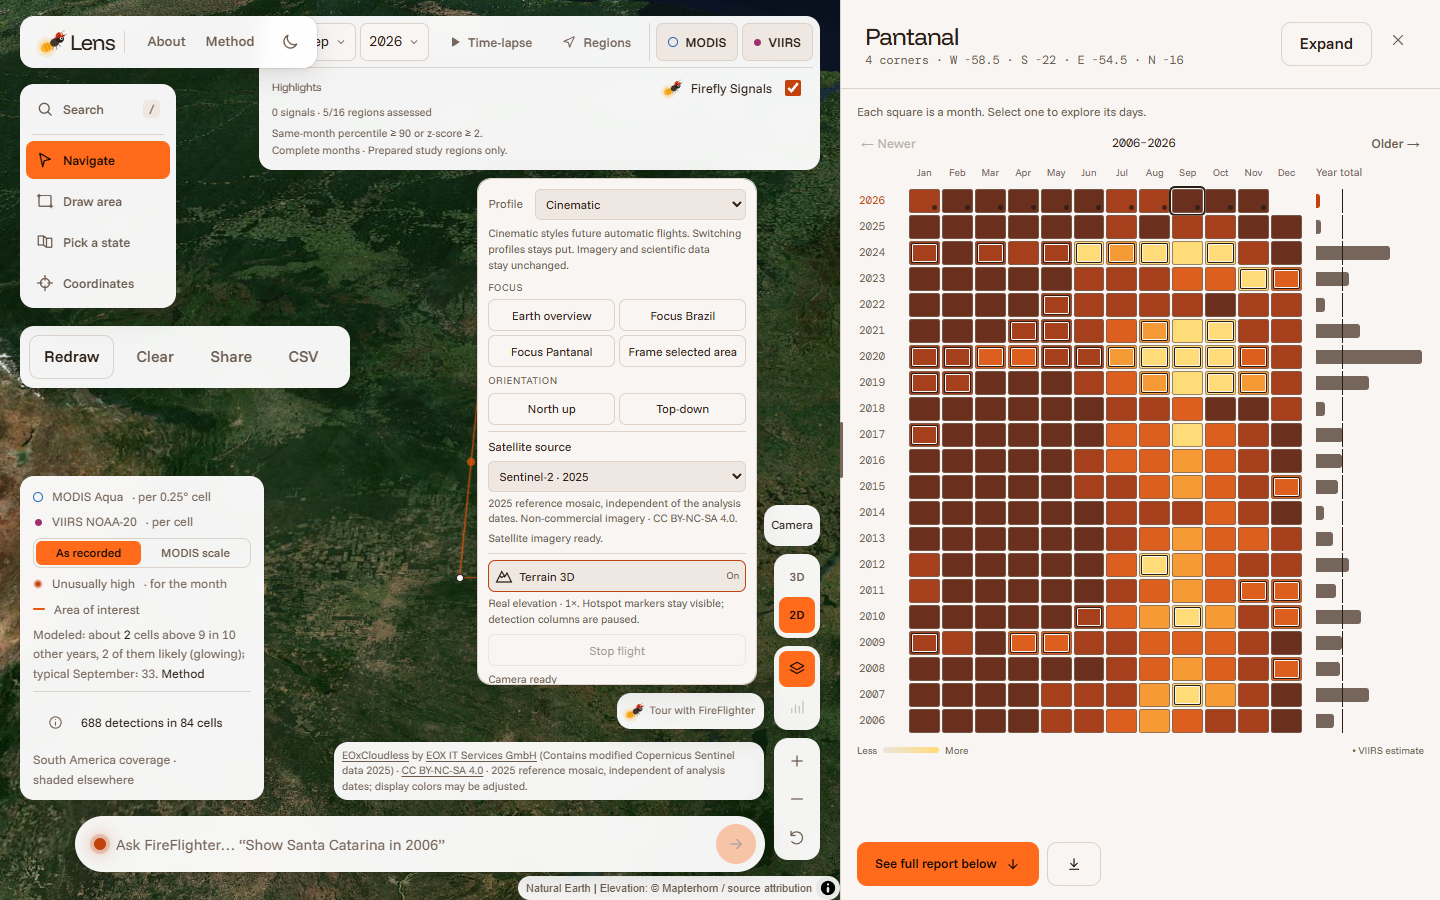 Lens
About
Method
ep
2026
Time-lapse
Regions
MODIS
VIIRS
Highlights
Firefly Signals
0 signals · 5/16 regions assessed
Same-month percentile ≥ 90 or z-score ≥ 2.
Complete months · Prepared study regions only.
Search
/
Navigate
Draw area
Pick a state
Coordinates
Redraw
Clear
Share
CSV
MODIS Aqua · per 0.25° cell
VIIRS NOAA-20 · per cell
As recorded
MODIS scale
Unusually high · for the month
Area of interest
Modeled: about 2 cells above 9 in 10
other years, 2 of them likely (glowing);
typical September: 33. Method
688 detections in 84 cells
South America coverage ·
shaded elsewhere
Profile
Cinematic
Cinematic styles future automatic flights. Switching
profiles stays put. Imagery and scientific data
stay unchanged.
FOCUS
Earth overview
Focus Brazil
Focus Pantanal
Frame selected area
ORIENTATION
North up
Top-down
Satellite source
Sentinel-2 · 2025
2025 reference mosaic, independent of the analysis
dates. Non-commercial imagery · CC BY-NC-SA 4.0.
Satellite imagery ready.
Terrain 3D
On
Real elevation · 1×. Hotspot markers stay visible;
detection columns are paused.
Stop flight
Camera ready
Camera
3D
2D
Tour with FireFlighter
EOxCloudless by EOX IT Services GmbH (Contains modified Copernicus Sentinel
data 2025) · CC BY-NC-SA 4.0 · 2025 reference mosaic, independent of analysis
dates; display colors may be adjusted.
Ask FireFlighter... “Show Santa Catarina in 2006”
Natural Earth | Elevation: © Mapterhorn / source attribution
Pantanal
4 corners · W -58.5 · S -22 · E -54.5 · N -16
Expand
Each square is a month. Select one to explore its days.
← Newer
2006–2026
Older →
Jan Feb Mar Apr May Jun Jul Aug Sep Oct Nov Dec Year total
2026
2025
2024
2023
2022
2021
2020
2019
2018
2017
2016
2015
2014
2013
2012
2011
2010
2009
2008
2007
2006
Less
More
• VIIRS estimate
See full report below ↓